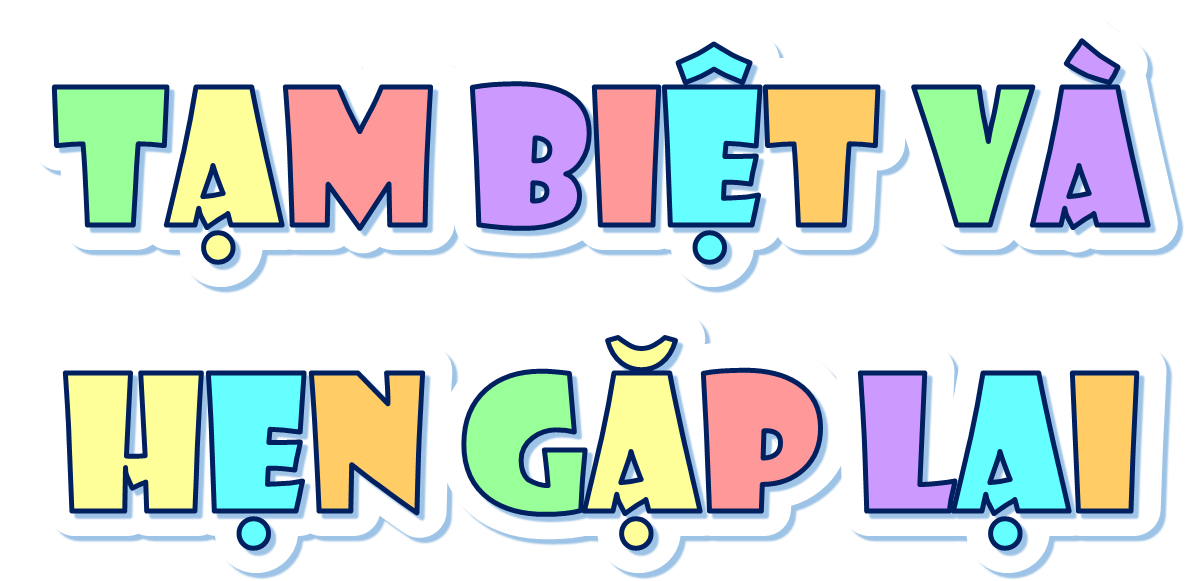 TẠM BIỆT VÀ
HẸN GẶP LẠI